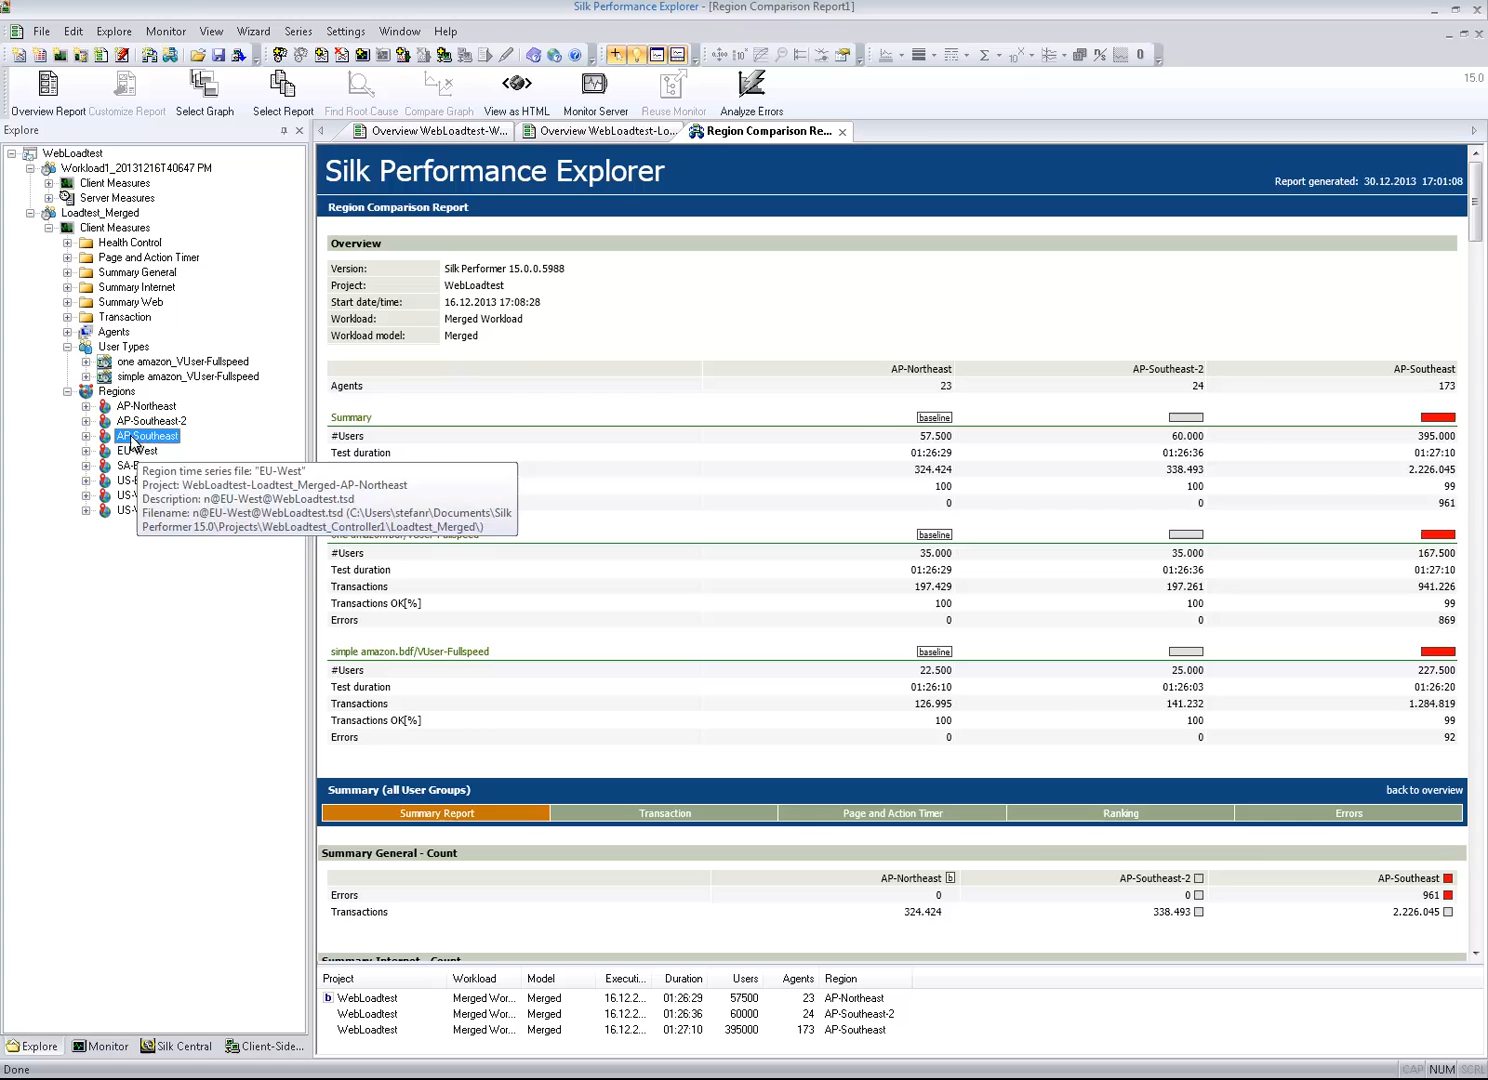 Silk Performance Explorer - [Region Comparison Report1]
File Edit Explore Monitor View Wizard Series Settings Window Help
Overview Report Customize Report Select Graph Select Report Find Root Cause Compare Graph View as HTML Monitor Server Reuse Monitor Analyze Errors
15.0
Explore
Overview WebLoadtest-W... Overview WebLoadtest-Lo... Region Comparison Re...
WebLoadtest
Workload1_20131216T40647 PM
Client Measures
Server Measures
Loadtest_Merged
Client Measures
Health Control
Page and Action Timer
Summary General
Summary Internet
Summary Web
Transaction
Agents
User Types
one amazon_VUser-Fullspeed
simple amazon_VUser-Fullspeed
Regions
AP-Northeast
AP-Southeast-2
AP-Southeast
EU-West
SA-E
US-E
US-V
US-V
Region time series file: "EU-West"
Project: WebLoadtest-Loadtest_Merged-AP-Northeast
Description: n@EU-West@WebLoadtest.tsd
Filename: n@EU-West@WebLoadtest.tsd (C:\Users\stefanr\Documents\Silk
Performer 15.0\Projects\WebLoadtest_Controller1\Loadtest_Merged\)
Silk Performance Explorer
Report generated: 30.12.2013 17:01:08
Region Comparison Report
Overview
Version: Silk Performer 15.0.0.5988
Project: WebLoadtest
Start date/time: 16.12.2013 17:08:28
Workload: Merged Workload
Workload model: Merged
AP-Northeast AP-Southeast-2 AP-Southeast
Agents 23 24 173
Summary baseline
#Users 57.500 60.000 395.000
Test duration 01:26:29 01:26:36 01:27:10
324.424 338.493 2.226.045
100 100 99
0 0 961
baseline
#Users 35.000 35.000 167.500
Test duration 01:26:29 01:26:36 01:27:10
Transactions 197.429 197.261 941.226
Transactions OK[%] 100 100 99
Errors 0 0 869
simple amazon.bdf/VUser-Fullspeed baseline
#Users 22.500 25.000 227.500
Test duration 01:26:10 01:26:03 01:26:20
Transactions 126.995 141.232 1.284.819
Transactions OK[%] 100 100 99
Errors 0 0 92
Summary (all User Groups) back to overview
Summary Report Transaction Page and Action Timer Ranking Errors
Summary General - Count
AP-Northeast b AP-Southeast-2 AP-Southeast
Errors 0 0 961
Transactions 324.424 338.493 2.226.045
Summary Internet - Count
Project Workload Model Executi... Duration Users Agents Region
b WebLoadtest Merged Wor... Merged 16.12.2... 01:26:29 57500 23 AP-Northeast
WebLoadtest Merged Wor... Merged 16.12.2... 01:26:36 60000 24 AP-Southeast-2
WebLoadtest Merged Wor... Merged 16.12.2... 01:27:10 395000 173 AP-Southeast
Explore Monitor Silk Central Client-Side...
Done
CAP NUM SCRL